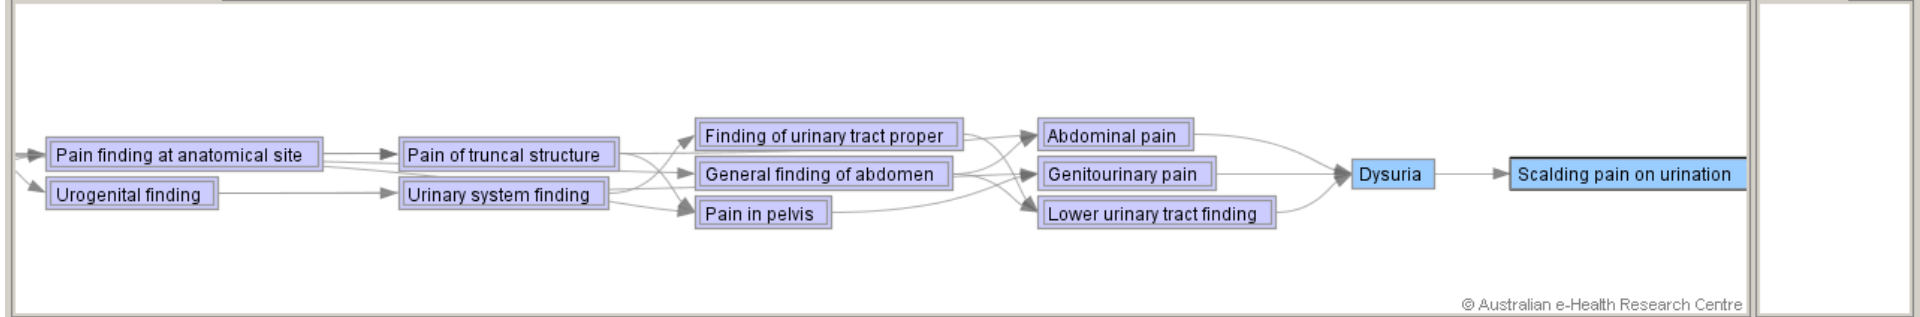 Pain finding at anatomical site
Urogenital finding
Pain of truncal structure
Urinary system finding
Finding of urinary tract proper
General finding of abdomen
Pain in pelvis
Abdominal pain
Genitourinary pain
Lower urinary tract finding
Dysuria
Scalding pain on urination
© Australian e-Health Research Centre